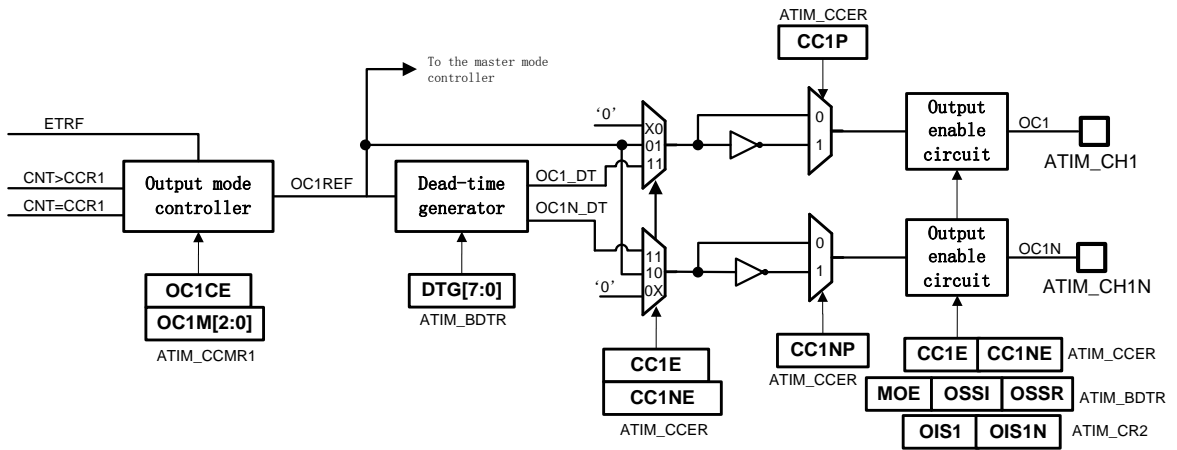 ATIM_CCER
CC1P
To the master mode
controller
‘0’
X0
01
11
0
1
ETRF
Output
enable
circuit
OC1
ATIM_CH1
CNT>CCR1
CNT=CCR1
Output mode
controller
OC1REF
Dead-time
generator
OC1_DT
OC1N_DT
11
10
0X
‘0’
0
1
Output
enable
circuit
OC1N
ATIM_CH1N
OC1CE
OC1M[2:0]
ATIM_CCMR1
DTG[7:0]
ATIM_BDTR
CC1E
CC1NE
ATIM_CCER
CC1NP
ATIM_CCER
CC1E CC1NE ATIM_CCER
MOE OSSI OSSR ATIM_BDTR
OIS1 OIS1N ATIM_CR2